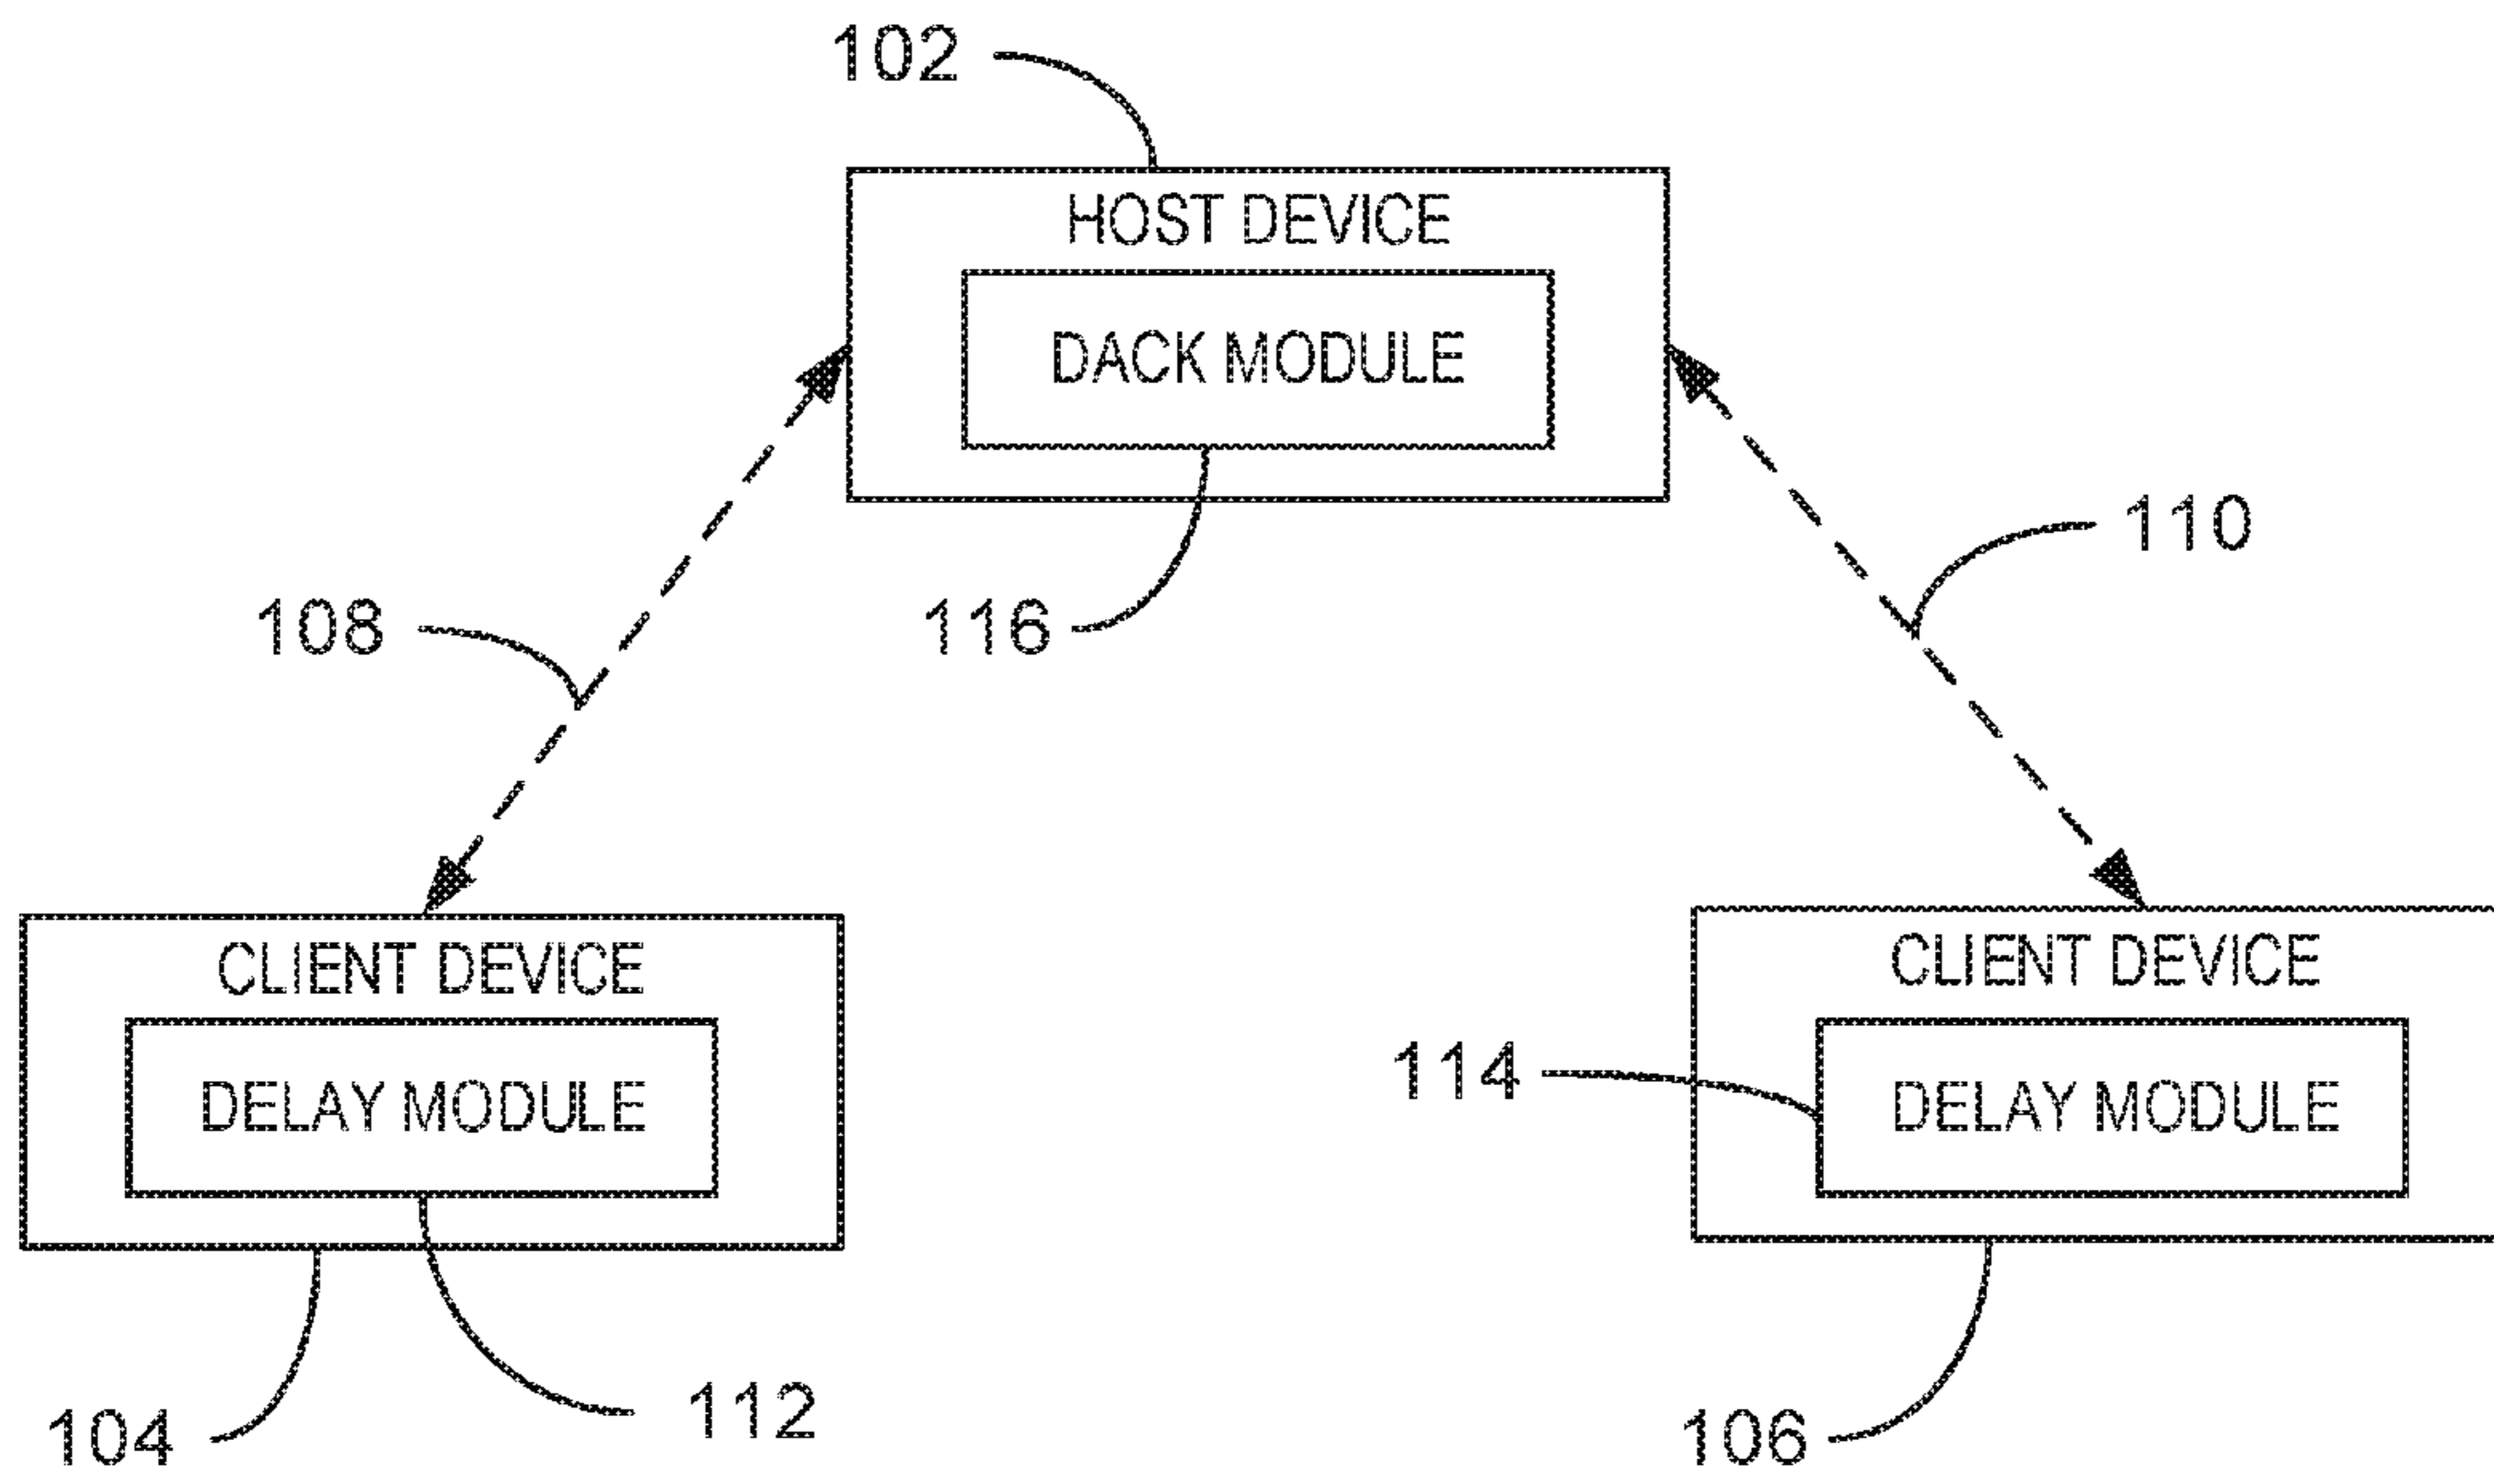 102
HOST DEVICE
DACK MODULE
110
108
116
CLIENT DEVICE
CLIENT DEVICE
114
DELAY MODULE
DELAY MODULE
112
104
106